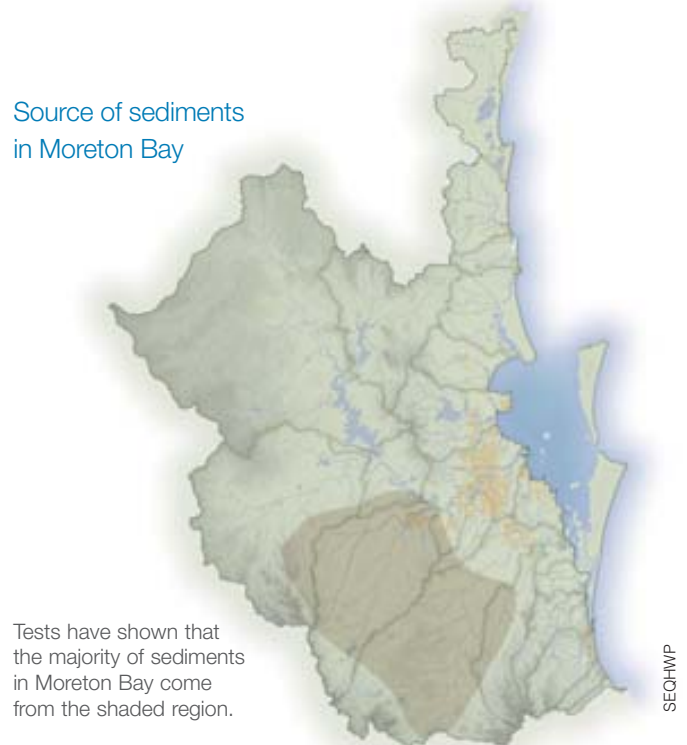 Source of sediments
in Moreton Bay
Tests have shown that
the majority of sediments
in Moreton Bay come
from the shaded region.
SEQHWP